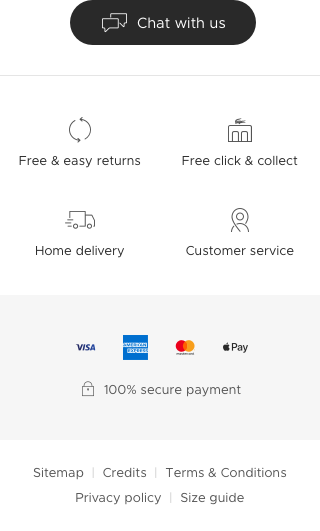 Chat with us
Free & easy returns
Free click & collect
Home delivery
Customer service
VISA
AMERICAN EXPRESS
mastercard
Pay
100% secure payment
Sitemap | Credits | Terms & Conditions
Privacy policy | Size guide